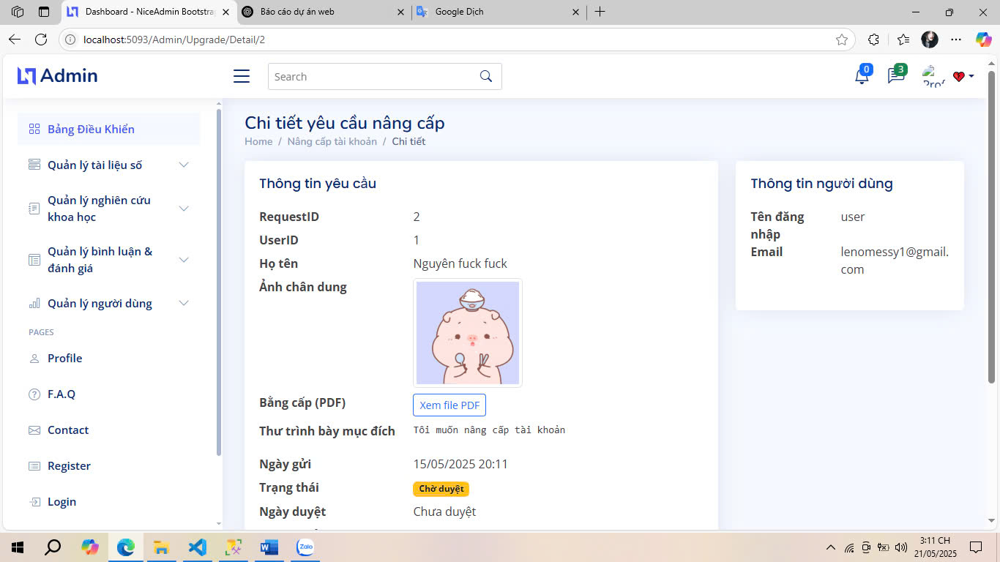 Dashboard - NiceAdmin Bootstra
Báo cáo dự án web
Google Dịch
localhost:5093/Admin/Upgrade/Detail/2
Admin
Search
0
3
Bảng Điều Khiển
Quản lý tài liệu số
Quản lý nghiên cứu
khoa học
Quản lý bình luận &
đánh giá
Quản lý người dùng
PAGES
Profile
F.A.Q
Contact
Register
Login
Chi tiết yêu cầu nâng cấp
Home / Nâng cấp tài khoản / Chi tiết
Thông tin yêu cầu
RequestID 2
UserID 1
Họ tên Nguyên fuck fuck
Ảnh chân dung
Bằng cấp (PDF) Xem file PDF
Thư trình bày mục đích Tôi muốn nâng cấp tài khoản
Ngày gửi 15/05/2025 20:11
Trạng thái Chờ duyệt
Ngày duyệt Chưa duyệt
Thông tin người dùng
Tên đăng user
nhập
Email lenomessy1@gmail.
com
Zalo
3:11 CH
21/05/2025